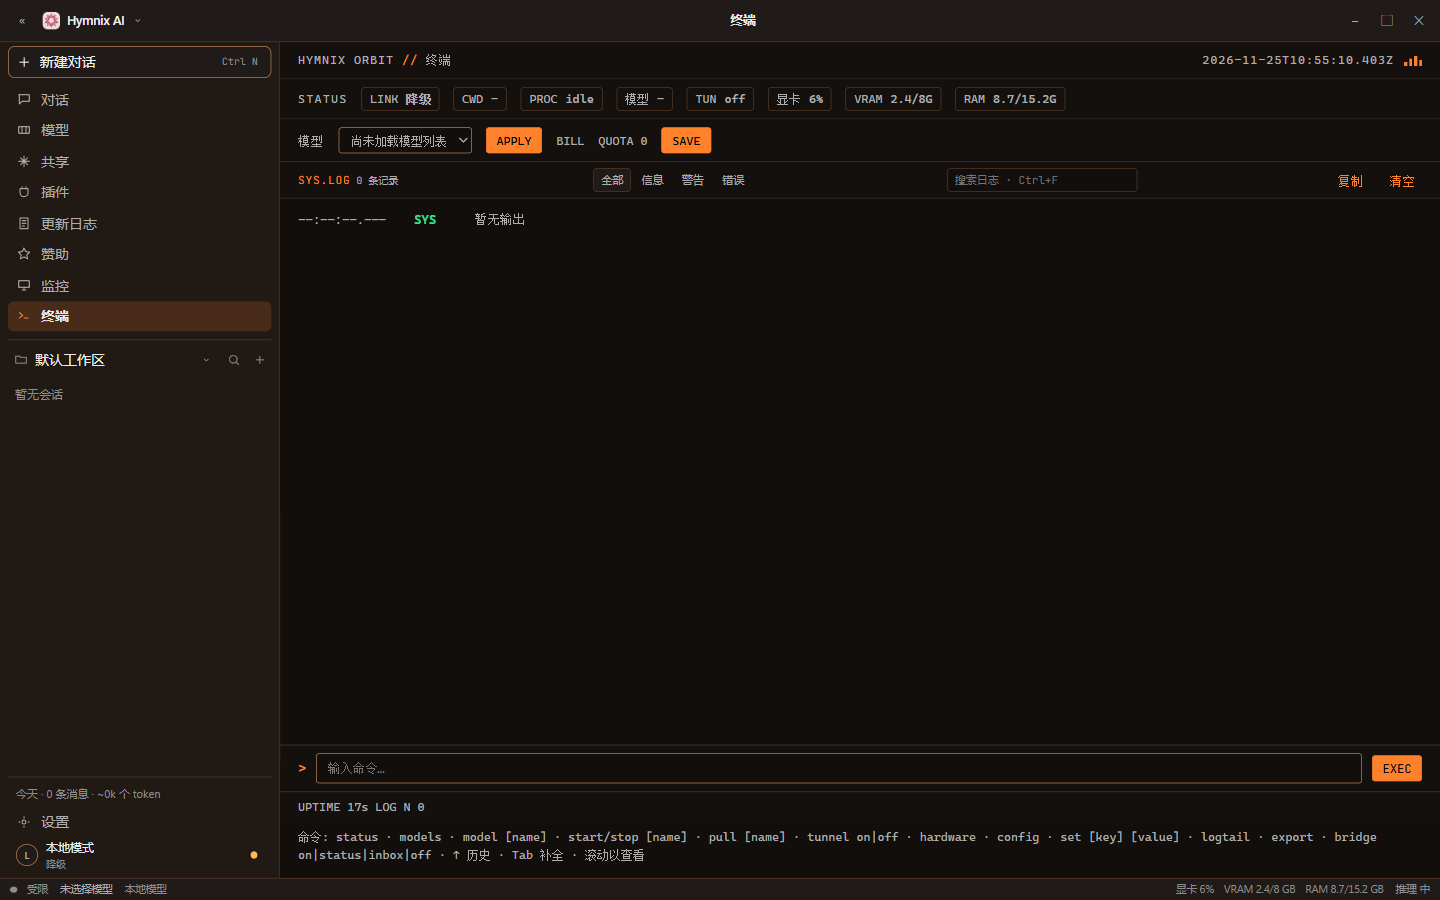 « Hymnix AI
终端
新建对话 Ctrl N
对话
模型
共享
插件
更新日志
赞助
监控
终端
默认工作区
暂无会话
今天 · 0 条消息 · ~0k 个 token
设置
L 本地模式
降级
HYMNIX ORBIT // 终端
2026-11-25T10:55:10.403Z
STATUS LINK 降级 CWD — PROC idle 模型 — TUN off 显卡 6% VRAM 2.4/8G RAM 8.7/15.2G
模型 尚未加载模型列表 APPLY BILL QUOTA 0 SAVE
SYS.LOG 0 条记录 全部 信息 警告 错误 搜索日志 · Ctrl+F 复制 清空
--:--:--.--- SYS 暂无输出
> 输入命令… EXEC
UPTIME 17s LOG N 0
命令: status · models · model [name] · start/stop [name] · pull [name] · tunnel on|off · hardware · config · set [key] [value] · logtail · export · bridge
on|status|inbox|off · ↑ 历史 · Tab 补全 · 滚动以查看
受限 未选择模型 本地模型
显卡 6% VRAM 2.4/8 GB RAM 8.7/15.2 GB 推理 中